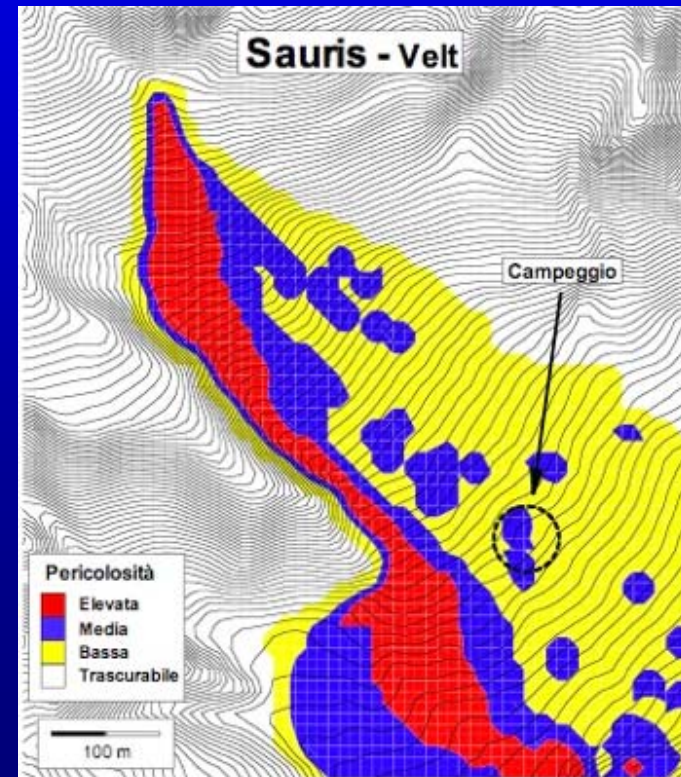 Sauris - Velt
Campeggio
Pericolosità
Elevata
Media
Bassa
Trascurabile
100 m